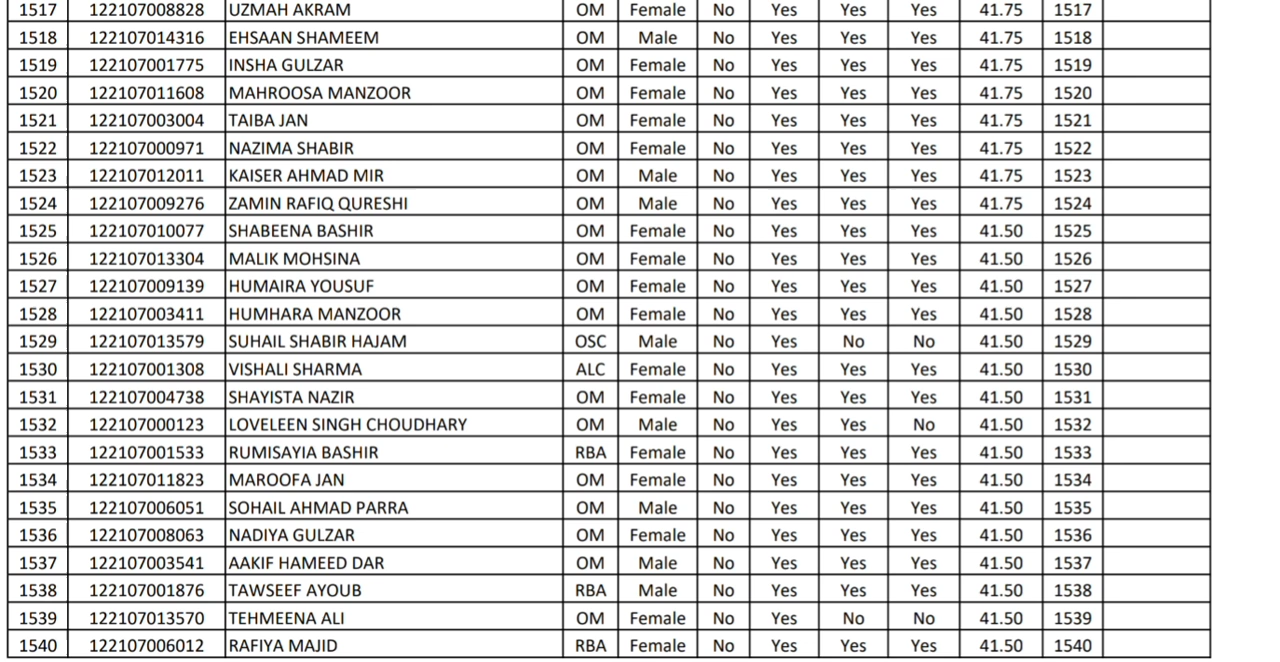 1517 122107008828 UZMAH AKRAM OM Female No Yes Yes Yes 41.75 1517
1518 122107014316 EHSAAN SHAMEEM OM Male No Yes Yes Yes 41.75 1518
1519 122107001775 INSHA GULZAR OM Female No Yes Yes Yes 41.75 1519
1520 122107011608 MAHROOSA MANZOOR OM Female No Yes Yes Yes 41.75 1520
1521 122107003004 TAIBA JAN OM Female No Yes Yes Yes 41.75 1521
1522 122107000971 NAZIMA SHABIR OM Female No Yes Yes Yes 41.75 1522
1523 122107012011 KAISER AHMAD MIR OM Male No Yes Yes Yes 41.75 1523
1524 122107009276 ZAMIN RAFIQ QURESHI OM Male No Yes Yes Yes 41.75 1524
1525 122107010077 SHABEENA BASHIR OM Female No Yes Yes Yes 41.50 1525
1526 122107013304 MALIK MOHSINA OM Female No Yes Yes Yes 41.50 1526
1527 122107009139 HUMAIRA YOUSUF OM Female No Yes Yes Yes 41.50 1527
1528 122107003411 HUMHARA MANZOOR OM Female No Yes Yes Yes 41.50 1528
1529 122107013579 SUHAIL SHABIR HAJAM OSC Male No Yes No No 41.50 1529
1530 122107001308 VISHALI SHARMA ALC Female No Yes Yes Yes 41.50 1530
1531 122107004738 SHAYISTA NAZIR OM Female No Yes Yes Yes 41.50 1531
1532 122107000123 LOVELEEN SINGH CHOUDHARY OM Male No Yes Yes No 41.50 1532
1533 122107001533 RUMISAYIA BASHIR RBA Female No Yes Yes Yes 41.50 1533
1534 122107011823 MAROOFA JAN OM Female No Yes Yes Yes 41.50 1534
1535 122107006051 SOHAIL AHMAD PARRA OM Male No Yes Yes Yes 41.50 1535
1536 122107008063 NADIYA GULZAR OM Female No Yes Yes Yes 41.50 1536
1537 122107003541 AAKIF HAMEED DAR OM Male No Yes Yes Yes 41.50 1537
1538 122107001876 TAWSEEF AYOUB RBA Male No Yes Yes Yes 41.50 1538
1539 122107013570 TEHMEENA ALI OM Female No Yes No No 41.50 1539
1540 122107006012 RAFIYA MAJID RBA Female No Yes Yes Yes 41.50 1540